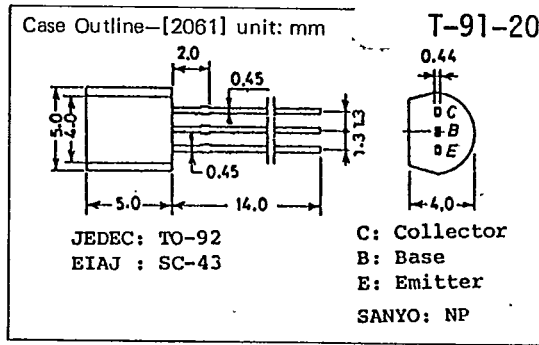 Case Outline—[2061] unit: mm
T-91-20
2.0
0.45
0.44
C
B
E
5.0
4.0
1.3
1.3
0.45
5.0
14.0
4.0
JEDEC: TO-92
EIAJ : SC-43
C: Collector
B: Base
E: Emitter
SANYO: NP